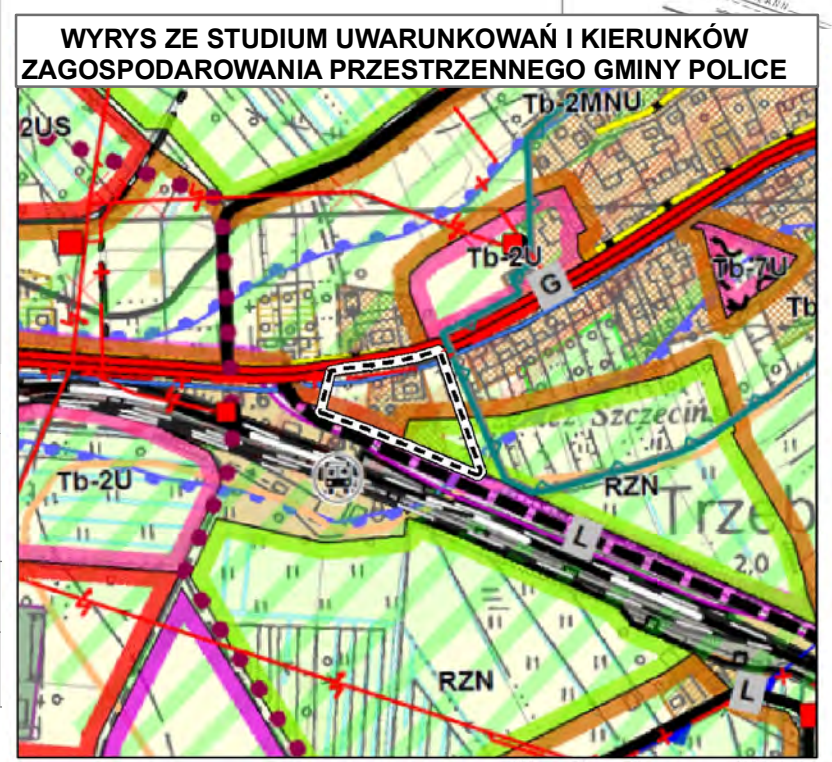 WYRYS ZE STUDIUM UWARUNKOWAŃ I KIERUNKÓW
ZAGOSPODAROWANIA PRZESTRZENNEGO GMINY POLICE
2US
Tb-2MNU
Tb-2U
G
Tb-7U
Tb
Szczeciń
Tb-2U
RZN
Trzeb
L
2,0
RZN
L